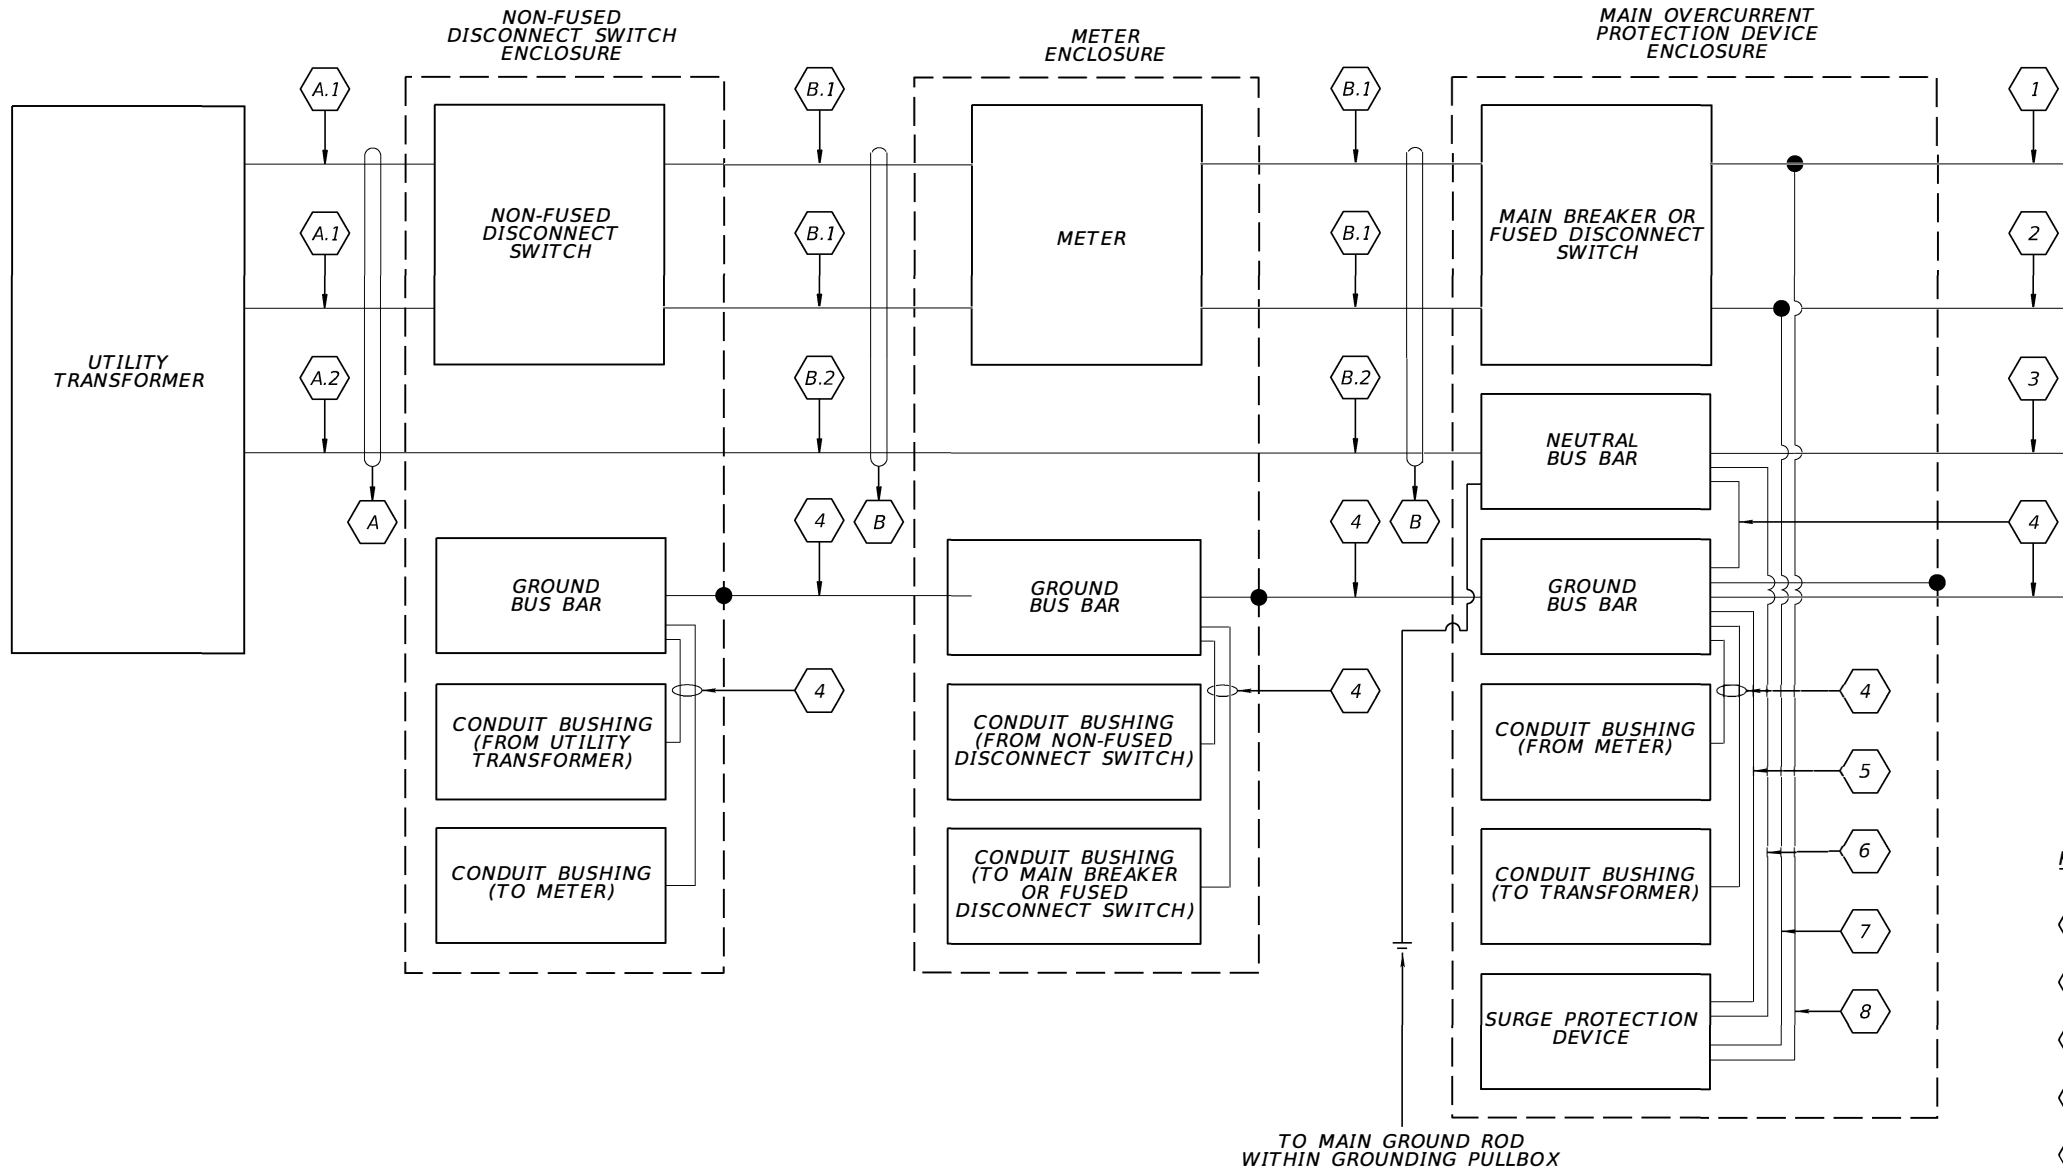 NON-FUSED
DISCONNECT SWITCH
ENCLOSURE
METER
ENCLOSURE
MAIN OVERCURRENT
PROTECTION DEVICE
ENCLOSURE
A.1
B.1
B.1
1
NON-FUSED
DISCONNECT
SWITCH
METER
MAIN BREAKER OR
FUSED DISCONNECT
SWITCH
A.1
B.1
B.1
2
UTILITY
TRANSFORMER
A.2
B.2
B.2
3
NEUTRAL
BUS BAR
A
4
B
4
B
4
GROUND
BUS BAR
GROUND
BUS BAR
GROUND
BUS BAR
4
4
4
CONDUIT BUSHING
(FROM UTILITY
TRANSFORMER)
CONDUIT BUSHING
(FROM NON-FUSED
DISCONNECT SWITCH)
CONDUIT BUSHING
(FROM METER)
5
CONDUIT BUSHING
(TO METER)
CONDUIT BUSHING
(TO MAIN BREAKER
OR FUSED
DISCONNECT SWITCH)
CONDUIT BUSHING
(TO TRANSFORMER)
6
7
SURGE PROTECTION
DEVICE
8
TO MAIN GROUND ROD
WITHIN GROUNDING PULLBOX